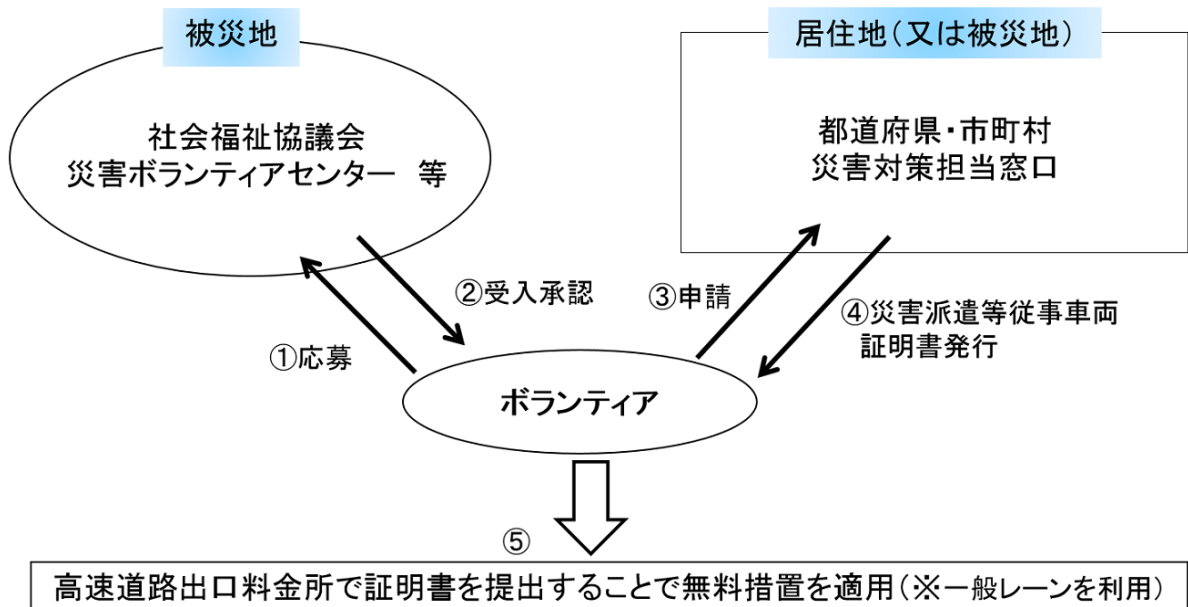 被災地
社会福祉協議会
災害ボランティアセンター 等
居住地(又は被災地)
都道府県・市町村
災害対策担当窓口
①応募
②受入承認
③申請
④災害派遣等従事車両
証明書発行
ボランティア
⑤
高速道路出口料金所で証明書を提出することで無料措置を適用(※一般レーンを利用)